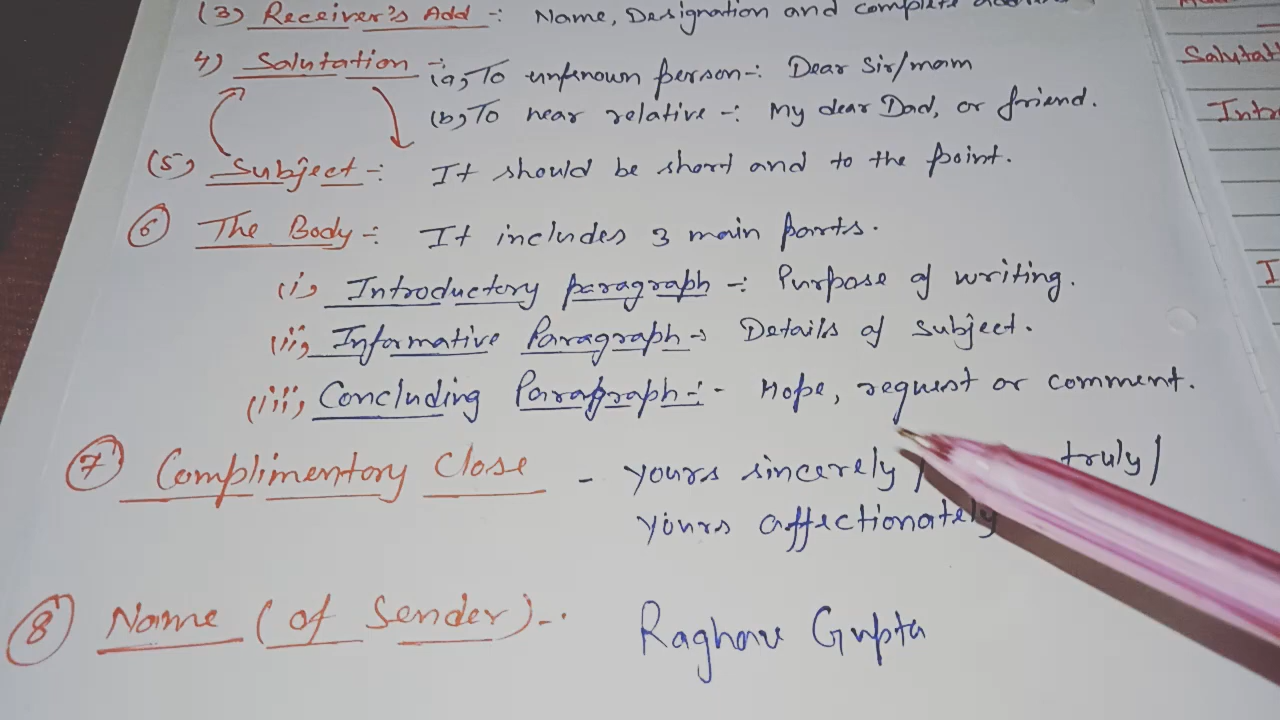 (3) Receiver's Add -: Name, Designation and complete
4) Salutation -: (a) To unknown person -: Dear Sir/mam
(b) To near relative -: My dear Dad, or friend.
(5) Subject -: It should be short and to the point.
6 The Body -: It includes 3 main parts.
(i) Introductory paragraph -: Purpose of writing.
(ii) Informative Paragraph -> Details of subject.
(iii) Concluding Paragraph -: - Hope, request or comment.
7 Complimentory Close - Yours sincerely / truly/
Yours affectionately
8 Name (of Sender) -. Raghav Gupta
Salutat
Intro
I